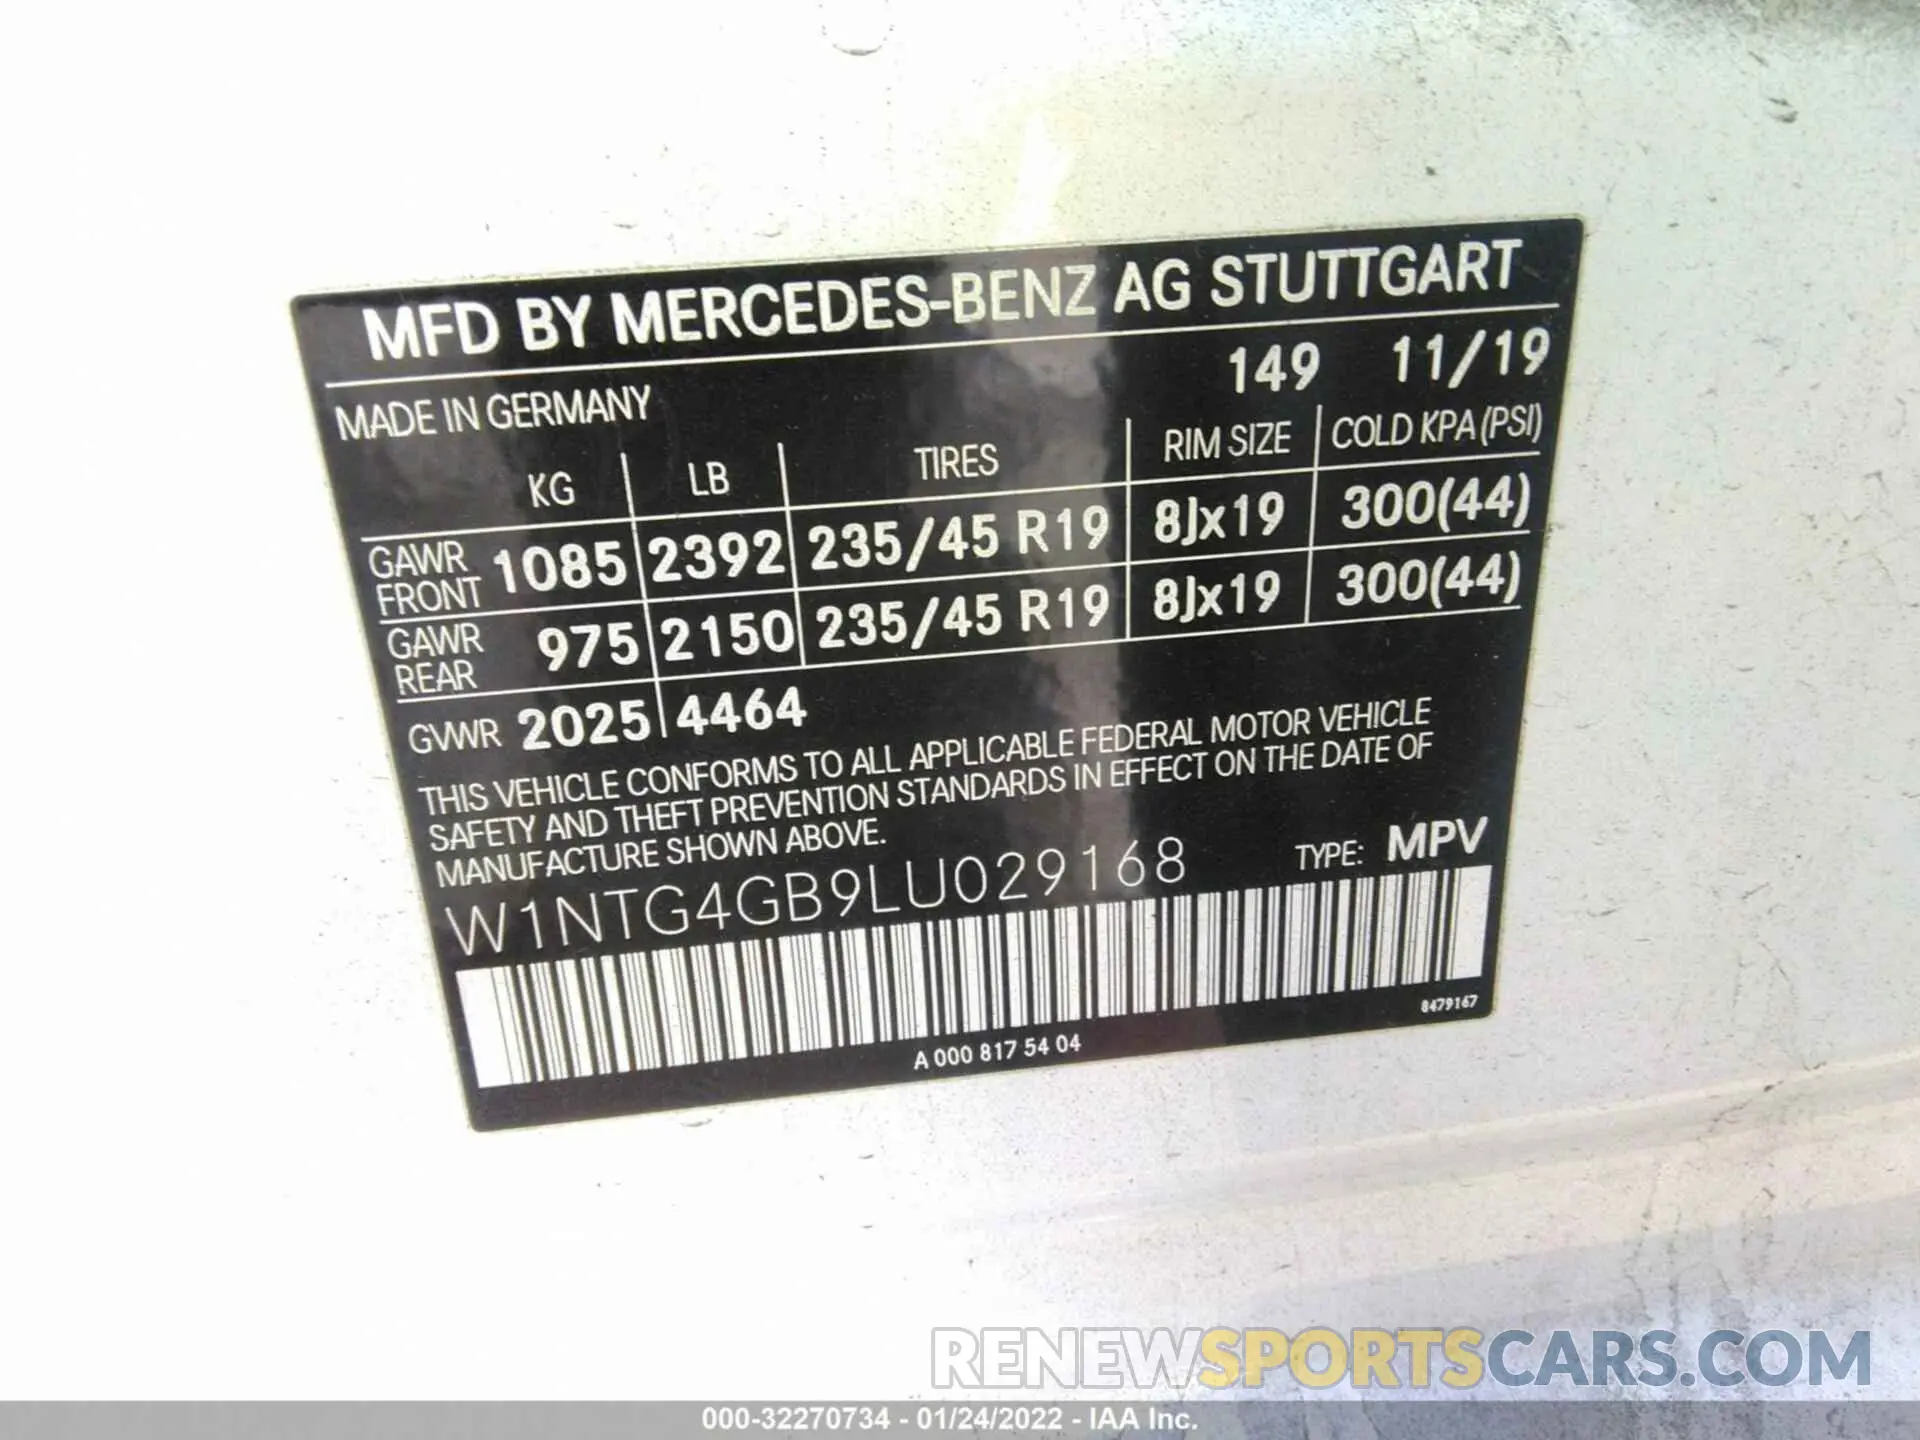 MFD BY MERCEDES-BENZ AG STUTTGART
MADE IN GERMANY 149 11/19
KG LB TIRES RIM SIZE COLD KPA (PSI)
GAWR FRONT 1085 2392 235/45 R19 8Jx19 300(44)
GAWR REAR 975 2150 235/45 R19 8Jx19 300(44)
GVWR 2025 4464
THIS VEHICLE CONFORMS TO ALL APPLICABLE FEDERAL MOTOR VEHICLE
SAFETY AND THEFT PREVENTION STANDARDS IN EFFECT ON THE DATE OF
MANUFACTURE SHOWN ABOVE.
W1NTG4GB9LU029168 TYPE: MPV
8479167
A 000 817 54 04
RENEWSPORTSCARS.COM
000-32270734 - 01/24/2022 - IAA Inc.